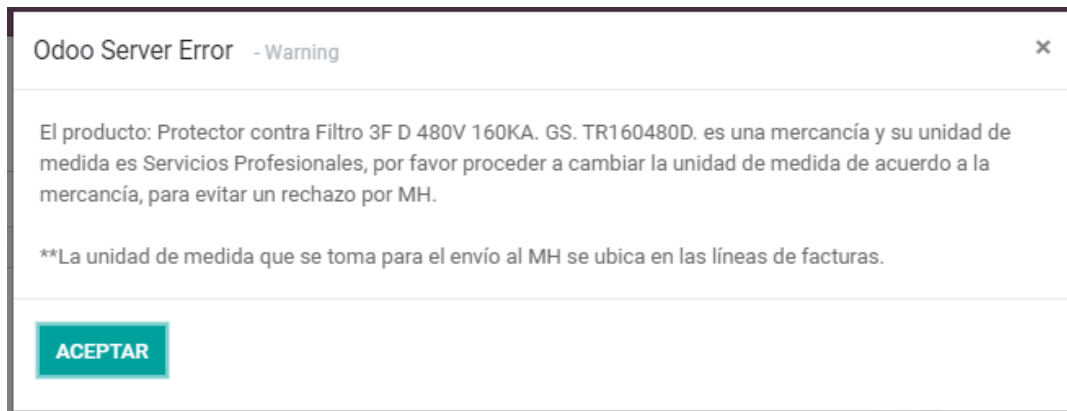 Odoo Server Error - Warning ×
El producto: Protector contra Filtro 3F D 480V 160KA. GS. TR160480D. es una mercancía y su unidad de
medida es Servicios Profesionales, por favor proceder a cambiar la unidad de medida de acuerdo a la
mercancía, para evitar un rechazo por MH.
**La unidad de medida que se toma para el envío al MH se ubica en las líneas de facturas.
ACEPTAR